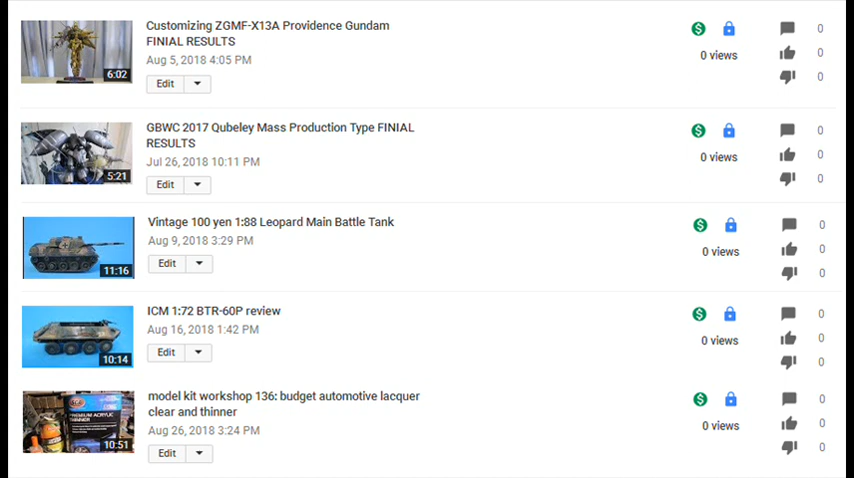 Customizing ZGMF-X13A Providence Gundam
FINIAL RESULTS
Aug 5, 2018 4:05 PM
Edit
6:02
0 views
0
0
0
GBWC 2017 Qubeley Mass Production Type FINIAL
RESULTS
Jul 26, 2018 10:11 PM
Edit
5:21
0 views
0
0
0
Vintage 100 yen 1:88 Leopard Main Battle Tank
Aug 9, 2018 3:29 PM
Edit
11:16
0 views
0
0
0
ICM 1:72 BTR-60P review
Aug 16, 2018 1:42 PM
Edit
10:14
0 views
0
0
0
model kit workshop 136: budget automotive lacquer
clear and thinner
Aug 26, 2018 3:24 PM
Edit
PREMIUM ACRYLIC
THINNER
10:51
0 views
0
0
0